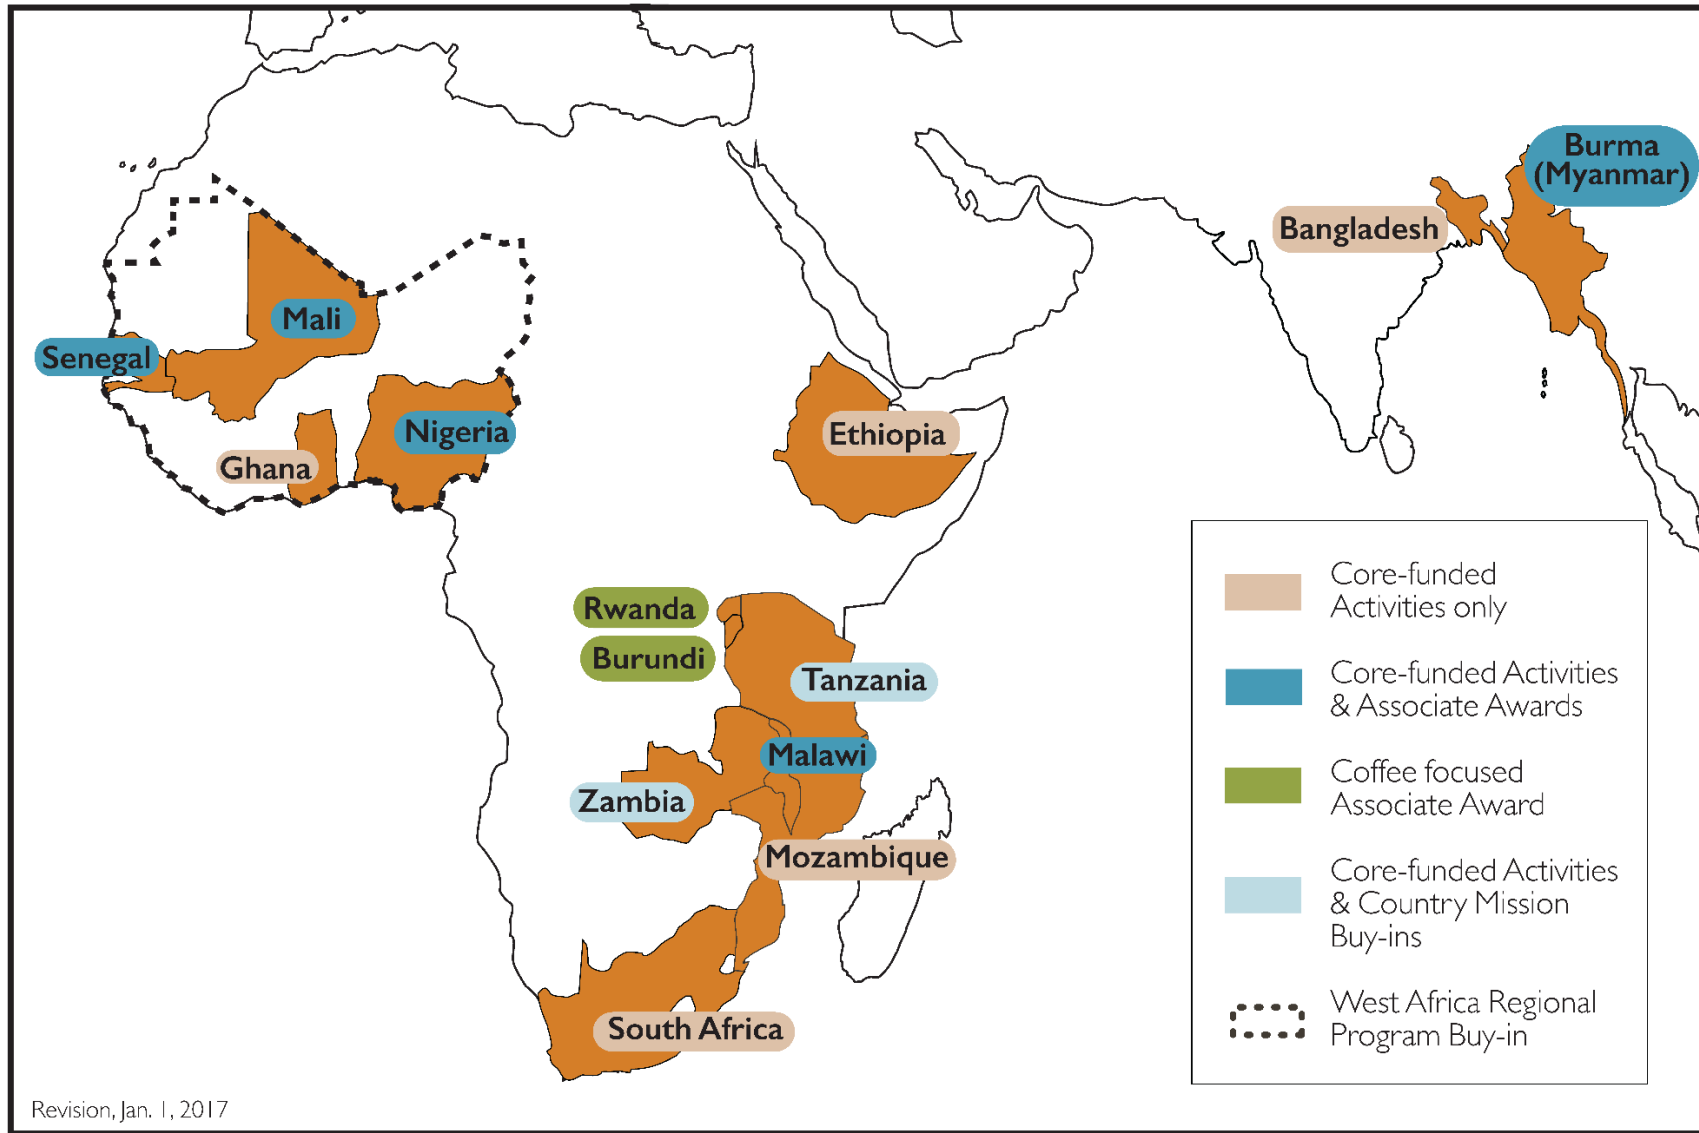 Burma
(Myanmar)
Bangladesh
Mali
Senegal
Nigeria
Ethiopia
Ghana
Rwanda
Burundi
Tanzania
Malawi
Zambia
Mozambique
South Africa
Core-funded
Activities only
Core-funded Activities
& Associate Awards
Coffee focused
Associate Award
Core-funded Activities
& Country Mission
Buy-ins
West Africa Regional
Program Buy-in
Revision, Jan. 1, 2017